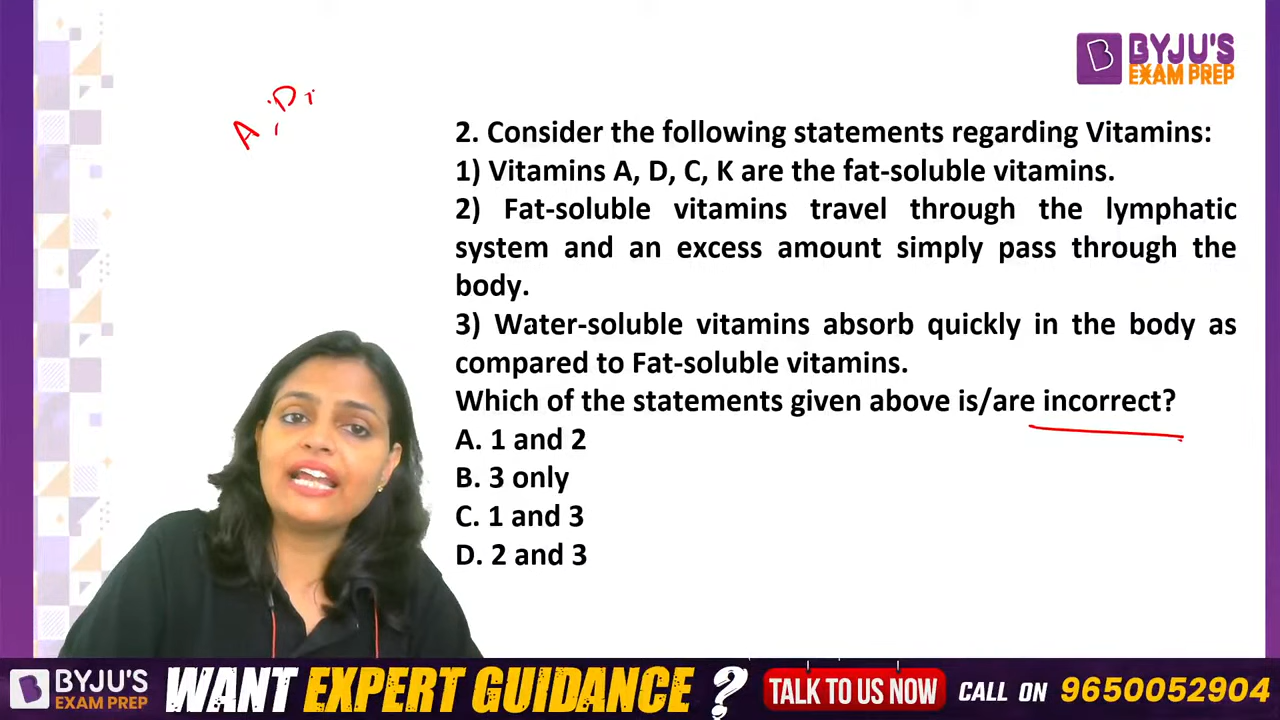 BYJU'S
EXAM PREP
A, D,
2. Consider the following statements regarding Vitamins:
1) Vitamins A, D, C, K are the fat-soluble vitamins.
2) Fat-soluble vitamins travel through the lymphatic
system and an excess amount simply pass through the
body.
3) Water-soluble vitamins absorb quickly in the body as
compared to Fat-soluble vitamins.
Which of the statements given above is/are incorrect?
A. 1 and 2
B. 3 only
C. 1 and 3
D. 2 and 3
BYJU'S
EXAM PREP
WANT EXPERT GUIDANCE ?
TALK TO US NOW
CALL ON 9650052904